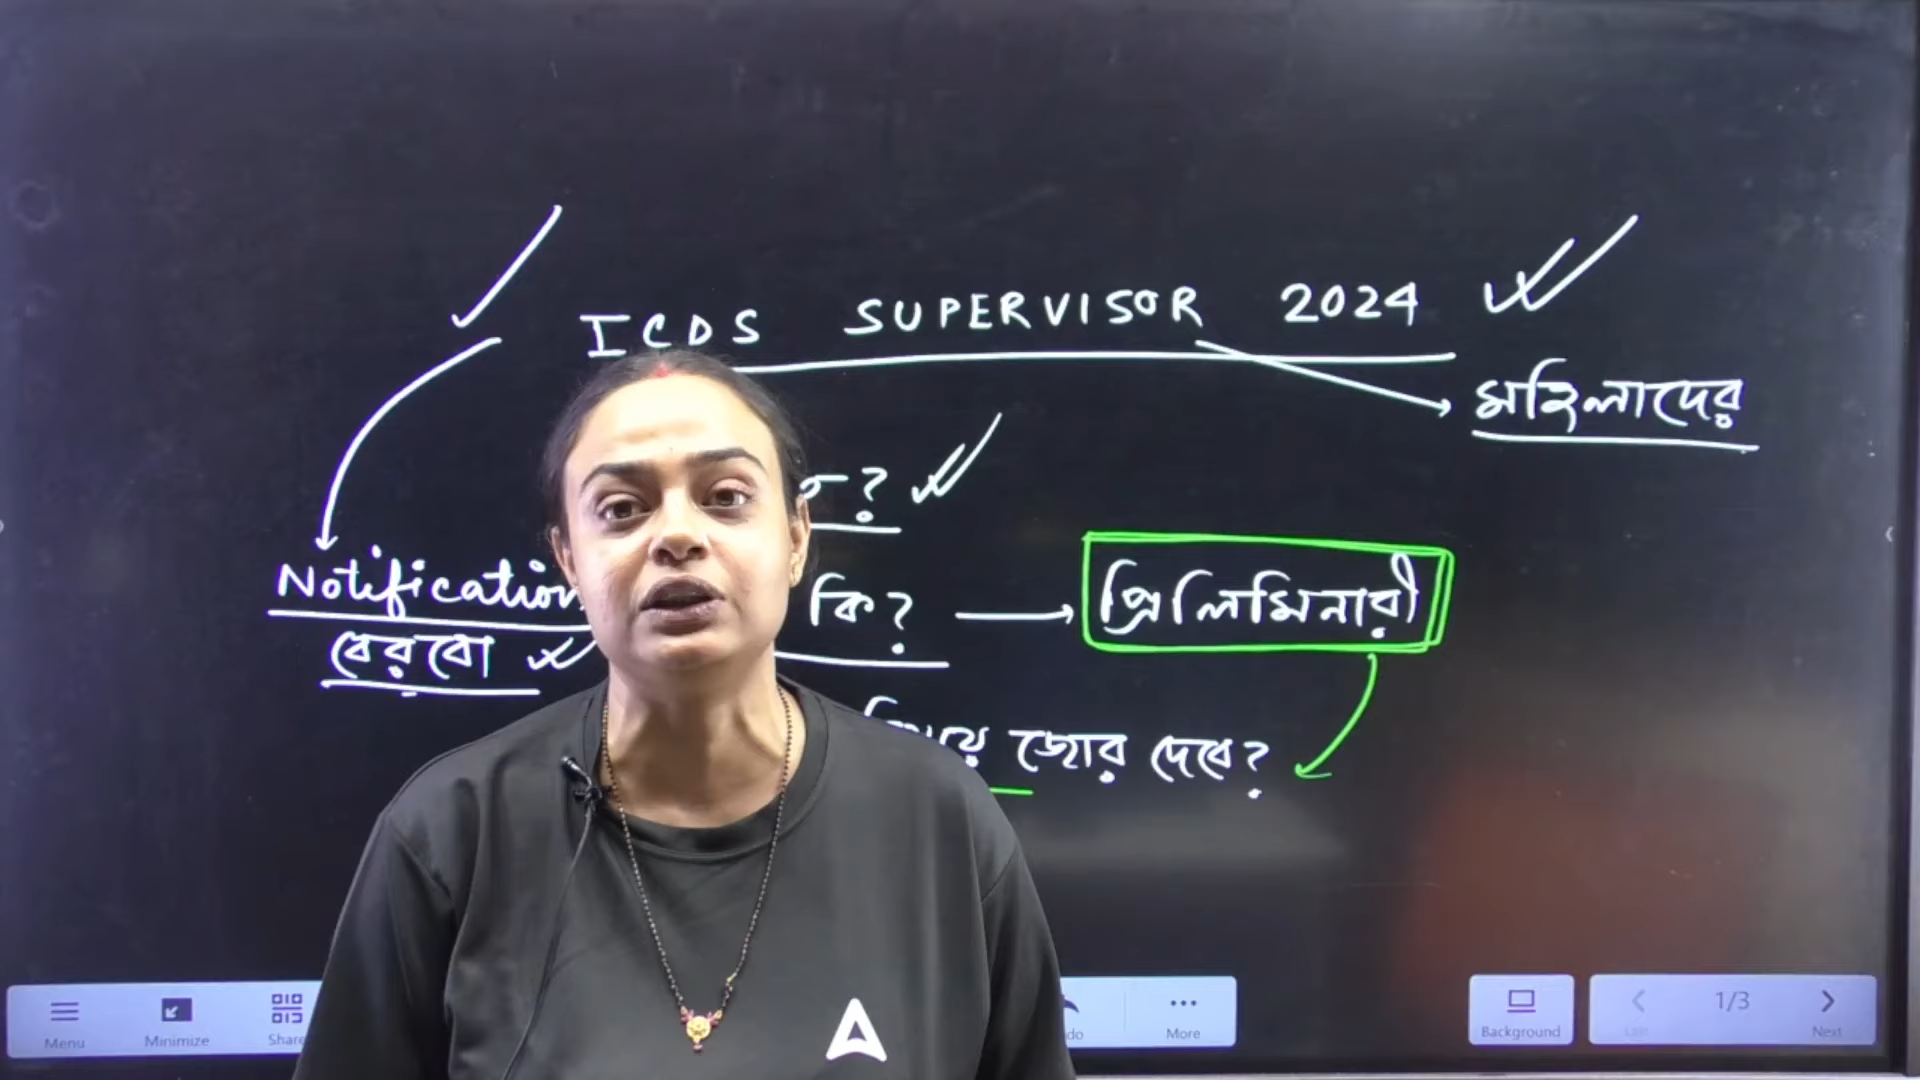 ICDS SUPERVISOR 2024
মহিলাদের
?
Notification
বেরবো
কি?
প্রিলিমিনারী
জোর দেবে?
Menu
Minimize
Share
More
Background
1/3
Next